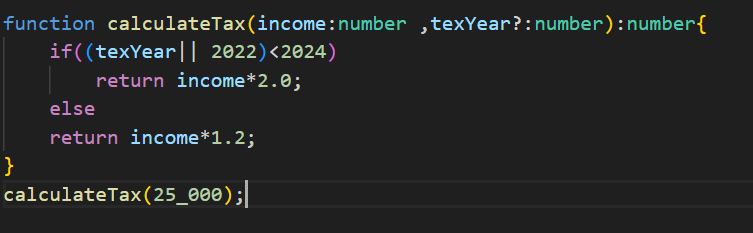 function calculateTax(income:number ,texYear?:number):number{
if((texYear|| 2022)<2024)
return income*2.0;
else
return income*1.2;
}
calculateTax(25_000);